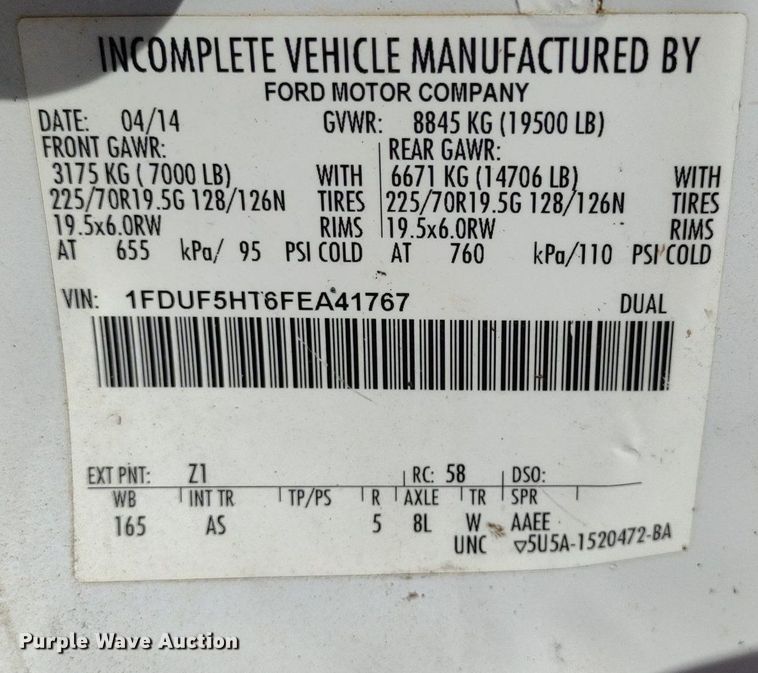 INCOMPLETE VEHICLE MANUFACTURED BY
FORD MOTOR COMPANY
DATE: 04/14 GVWR: 8845 KG (19500 LB)
FRONT GAWR: REAR GAWR:
3175 KG ( 7000 LB) WITH 6671 KG (14706 LB) WITH
225/70R19.5G 128/126N TIRES 225/70R19.5G 128/126N TIRES
19.5x6.0RW RIMS 19.5x6.0RW RIMS
AT 655 kPa/ 95 PSI COLD AT 760 kPa/110 PSI COLD
VIN: 1FDUF5HT6FEA41767 DUAL
EXT PNT: Z1 RC: 58 DSO:
WB INT TR TP/PS R AXLE TR SPR
165 AS 5 8L W AAEE
UNC ▽5U5A-1520472-BA
Purple Wave Auction